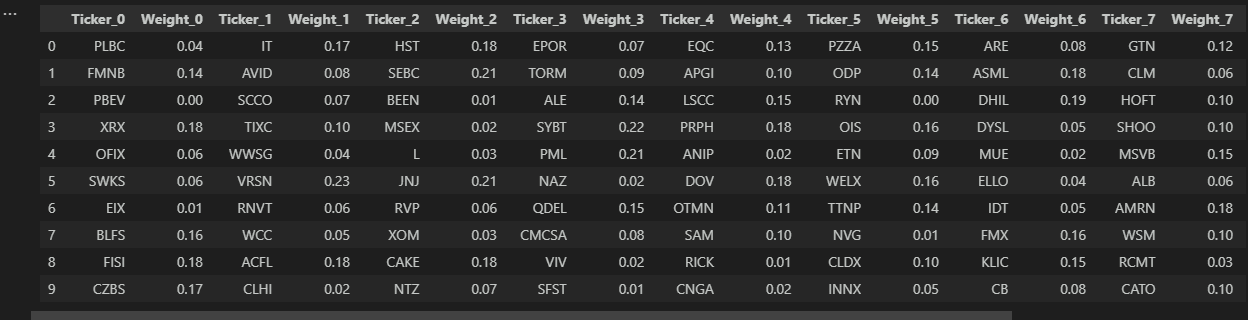 ...
Ticker_0 Weight_0 Ticker_1 Weight_1 Ticker_2 Weight_2 Ticker_3 Weight_3 Ticker_4 Weight_4 Ticker_5 Weight_5 Ticker_6 Weight_6 Ticker_7 Weight_7
0 PLBC 0.04 IT 0.17 HST 0.18 EPOR 0.07 EQC 0.13 PZZA 0.15 ARE 0.08 GTN 0.12
1 FMNB 0.14 AVID 0.08 SEBC 0.21 TORM 0.09 APGI 0.10 ODP 0.14 ASML 0.18 CLM 0.06
2 PBEV 0.00 SCCO 0.07 BEEN 0.01 ALE 0.14 LSCC 0.15 RYN 0.00 DHIL 0.19 HOFT 0.10
3 XRX 0.18 TIXC 0.10 MSEX 0.02 SYBT 0.22 PRPH 0.18 OIS 0.16 DYSL 0.05 SHOO 0.10
4 OFIX 0.06 WWSG 0.04 L 0.03 PML 0.21 ANIP 0.02 ETN 0.09 MUE 0.02 MSVB 0.15
5 SWKS 0.06 VRSN 0.23 JNJ 0.21 NAZ 0.02 DOV 0.18 WELX 0.16 ELLO 0.04 ALB 0.06
6 EIX 0.01 RNVT 0.06 RVP 0.06 QDEL 0.15 OTMN 0.11 TTNP 0.14 IDT 0.05 AMRN 0.18
7 BLFS 0.16 WCC 0.05 XOM 0.03 CMCSA 0.08 SAM 0.10 NVG 0.01 FMX 0.16 WSM 0.10
8 FISI 0.18 ACFL 0.18 CAKE 0.18 VIV 0.02 RICK 0.01 CLDX 0.10 KLIC 0.15 RCMT 0.03
9 CZBS 0.17 CLHI 0.02 NTZ 0.07 SFST 0.01 CNGA 0.02 INNX 0.05 CB 0.08 CATO 0.10